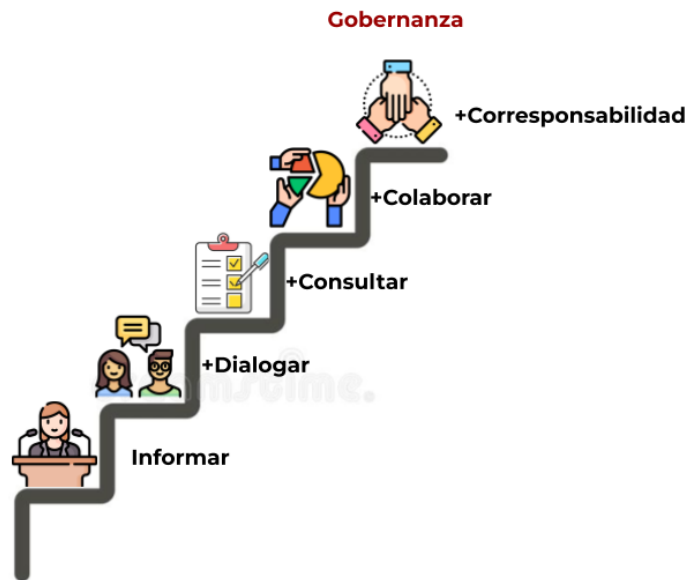 Gobernanza
+Corresponsabilidad
+Colaborar
+Consultar
+Dialogar
Informar